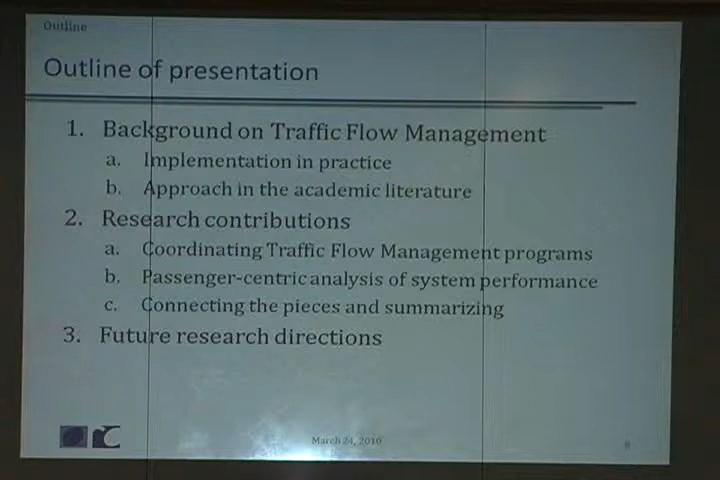 Outline
Outline of presentation
1. Background on Traffic Flow Management
a. Implementation in practice
b. Approach in the academic literature
2. Research contributions
a. Coordinating Traffic Flow Management programs
b. Passenger-centric analysis of system performance
c. Connecting the pieces and summarizing
3. Future research directions
March 24, 2010